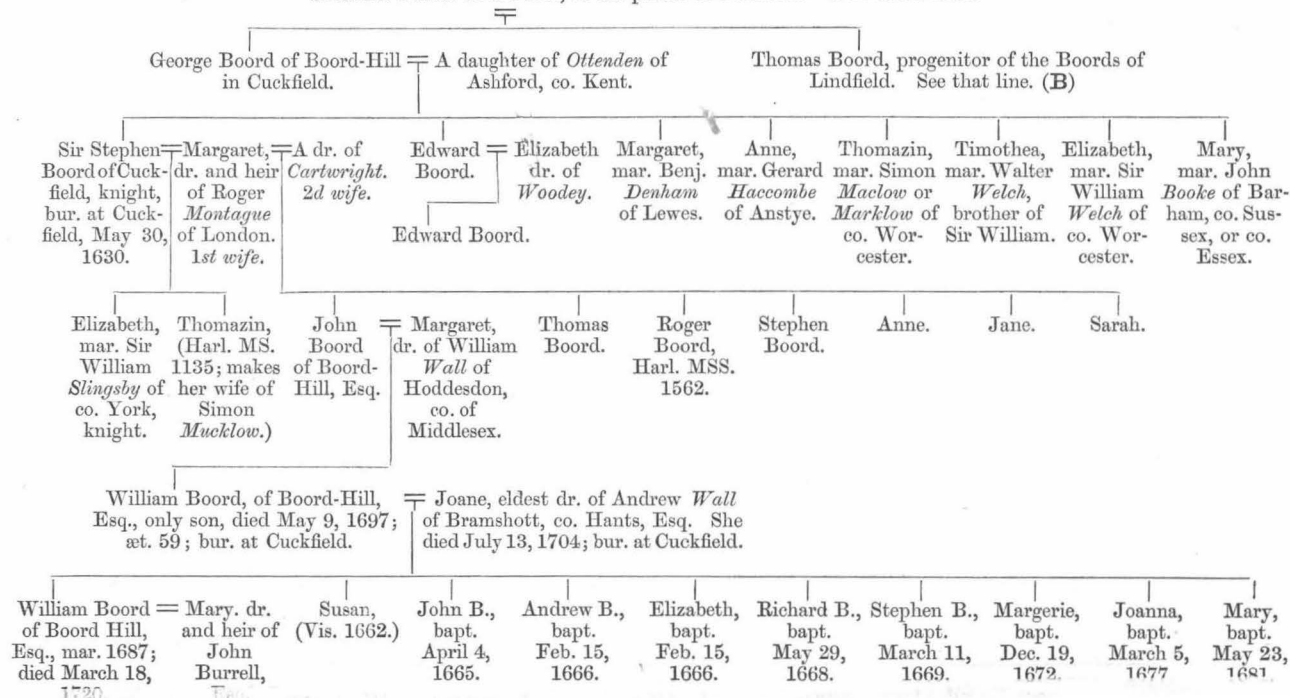 George Boord of Boord-Hill = A daughter of Ottenden of
in Cuckfield. Ashford, co. Kent.
Thomas Boord, progenitor of the Boords of
Lindfield. See that line. (B)
Sir Stephen
Boord of Cuck-
field, knight,
bur. at Cuck-
field, May 30,
1630.
= Margaret,
dr. and heir
of Roger
Montague
of London.
1st wife.
= A dr. of
Cartwright.
2d wife.
Edward
Boord.
= Elizabeth
dr. of
Woodey.
Edward Boord.
Margaret,
mar. Benj.
Denham
of Lewes.
Anne,
mar. Gerard
Haccombe
of Anstye.
Thomazin,
mar. Simon
Maclow or
Marklow of
co. Wor-
cester.
Timothea,
mar. Walter
Welch,
brother of
Sir William.
Elizabeth,
mar. Sir
William
Welch of
co. Wor-
cester.
Mary,
mar. John
Booke of Bar-
ham, co. Sus-
sex, or co.
Essex.
Elizabeth,
mar. Sir
William
Slingsby of
co. York,
knight.
Thomazin,
(Harl. MS.
1135; makes
her wife of
Simon
Mucklow.)
John
Boord
of Boord-
Hill, Esq.
= Margaret,
dr. of William
Wall of
Hoddesdon,
co. of
Middlesex.
Thomas
Boord.
Roger
Boord,
Harl. MSS.
1562.
Stephen
Boord.
Anne.
Jane.
Sarah.
William Boord, of Boord-Hill,
Esq., only son, died May 9, 1697;
æt. 59; bur. at Cuckfield.
= Joane, eldest dr. of Andrew Wall
of Bramshott, co. Hants, Esq. She
died July 13, 1704; bur. at Cuckfield.
William Boord
of Boord Hill,
Esq., mar. 1687;
died March 18,
1720
= Mary. dr.
and heir of
John
Burrell,
Susan,
(Vis. 1662.)
John B.,
bapt.
April 4,
1665.
Andrew B.,
bapt.
Feb. 15,
1666.
Elizabeth,
bapt.
Feb. 15,
1666.
Richard B.,
bapt.
May 29,
1668.
Stephen B.,
bapt.
March 11,
1669.
Margerie,
bapt.
Dec. 19,
1672.
Joanna,
bapt.
March 5,
1677
Mary,
bapt.
May 23,
1681.